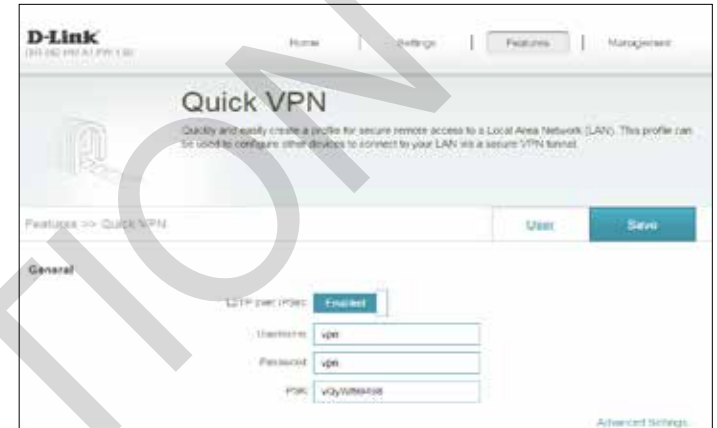 D-Link
Home | Settings | Features | Management
Quick VPN
Quickly and easily create a profile for secure remote access to a Local Area Network (LAN). This profile can
be used to configure other devices to connect to your LAN via a secure VPN tunnel.
Features >> Quick VPN
User
Save
General
L2TP over IPSec: Enabled
Username: vpn
Password: vpn
PSK:
Advanced Settings...
TION